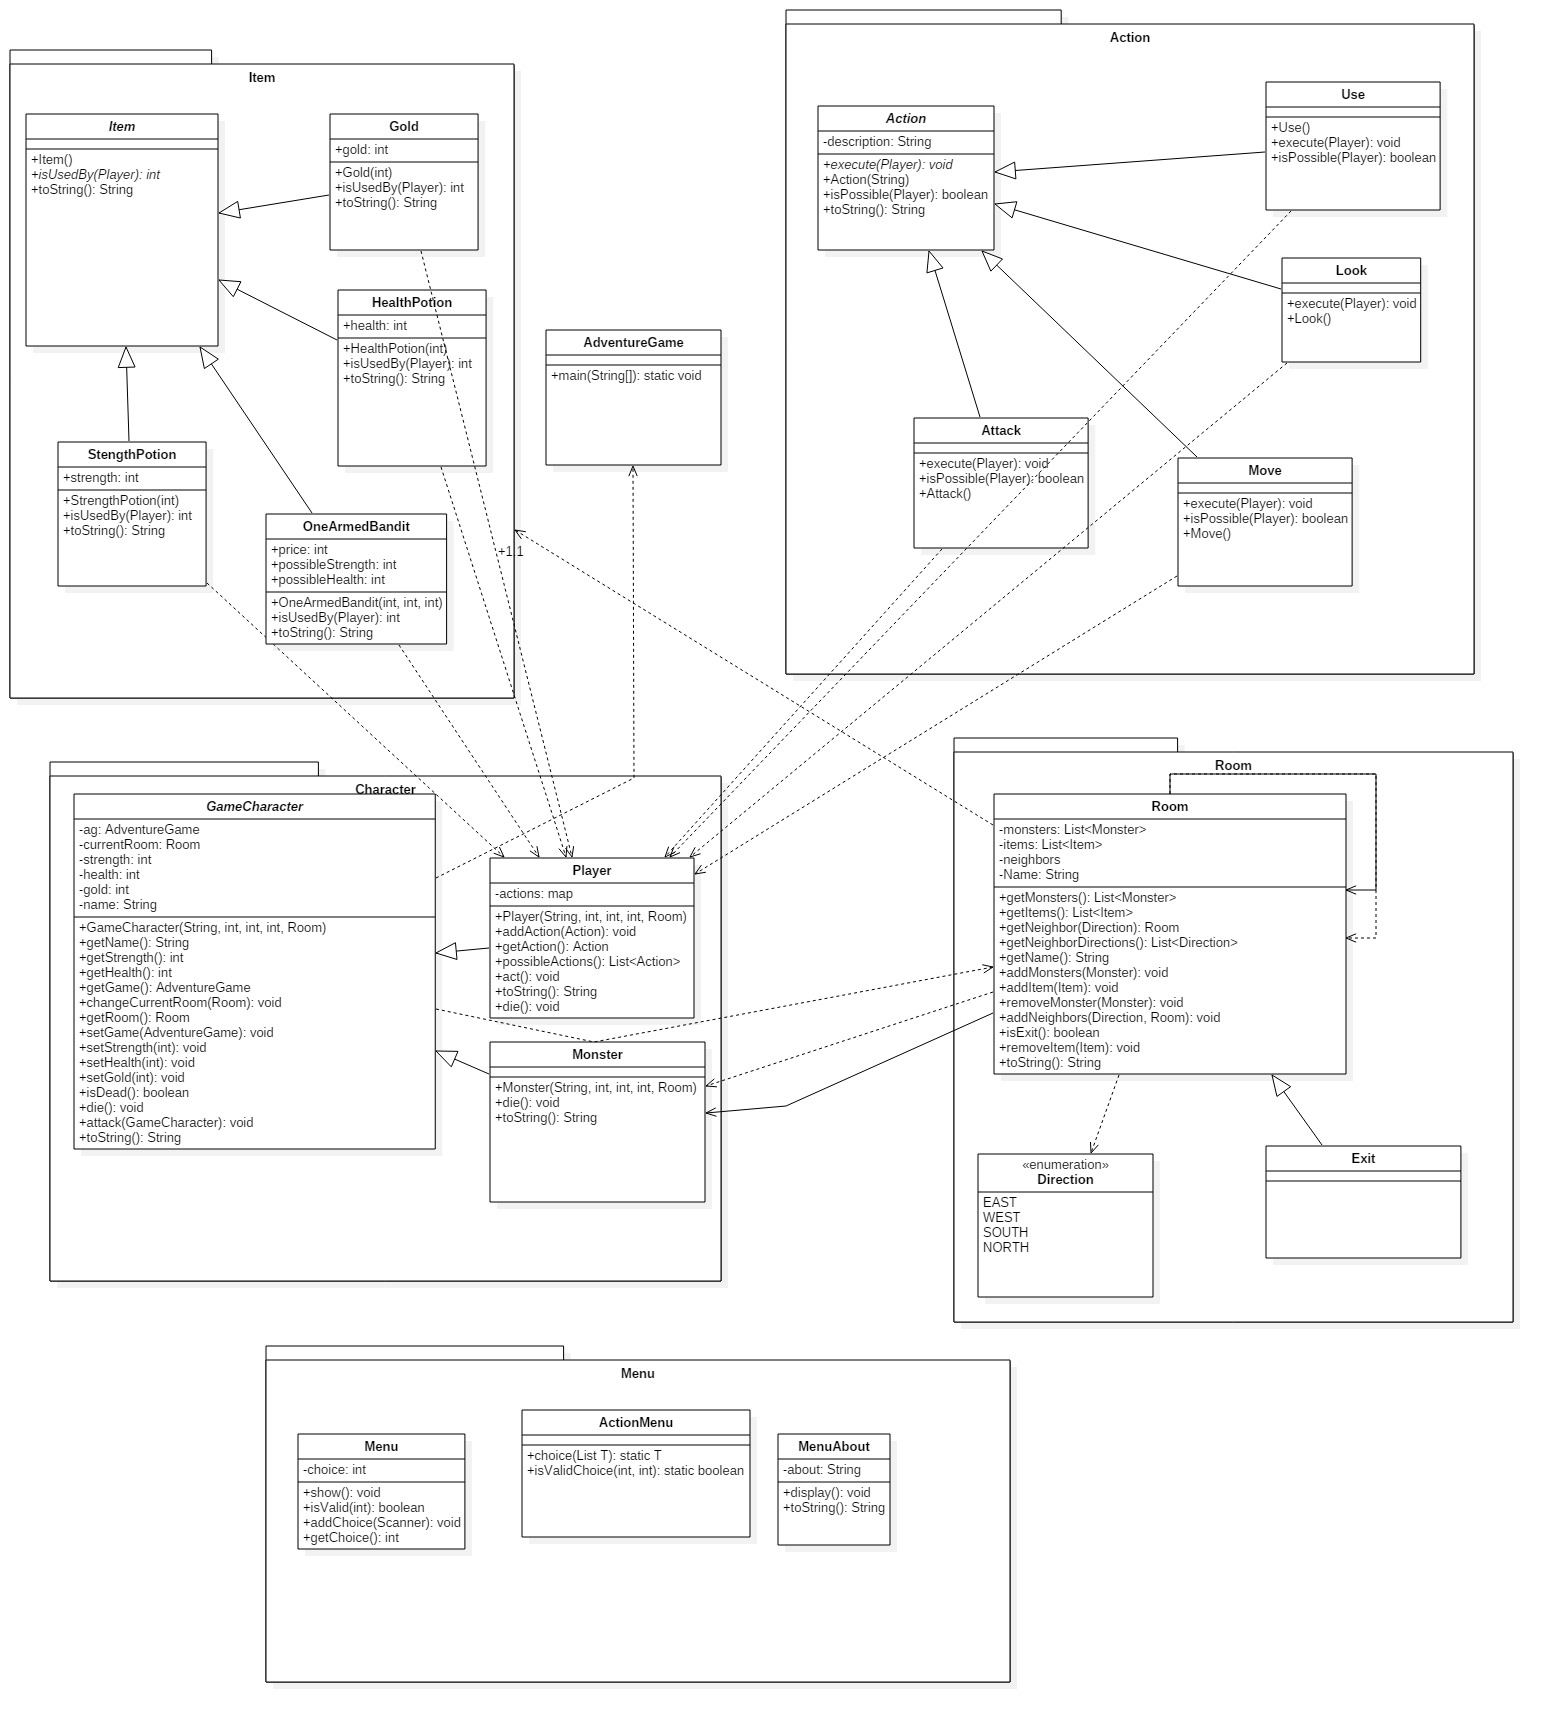 Item
Item
+Item()
+isUsedBy(Player): int
+toString(): String
Gold
+gold: int
+Gold(int)
+isUsedBy(Player): int
+toString(): String
HealthPotion
+health: int
+HealthPotion(int)
+isUsedBy(Player): int
+toString(): String
StengthPotion
+strength: int
+StrengthPotion(int)
+isUsedBy(Player): int
+toString(): String
OneArmedBandit
+price: int
+possibleStrength: int
+possibleHealth: int
+OneArmedBandit(int, int, int)
+isUsedBy(Player): int
+toString(): String
+1.1
AdventureGame
+main(String[]): static void
Action
Action
-description: String
+execute(Player): void
+Action(String)
+isPossible(Player): boolean
+toString(): String
Use
+Use()
+execute(Player): void
+isPossible(Player): boolean
Look
+execute(Player): void
+Look()
Attack
+execute(Player): void
+isPossible(Player): boolean
+Attack()
Move
+execute(Player): void
+isPossible(Player): boolean
+Move()
Character
GameCharacter
-ag: AdventureGame
-currentRoom: Room
-strength: int
-health: int
-gold: int
-name: String
+GameCharacter(String, int, int, int, Room)
+getName(): String
+getStrength(): int
+getHealth(): int
+getGame(): AdventureGame
+changeCurrentRoom(Room): void
+getRoom(): Room
+setGame(AdventureGame): void
+setStrength(int): void
+setHealth(int): void
+setGold(int): void
+isDead(): boolean
+die(): void
+attack(GameCharacter): void
+toString(): String
Player
-actions: map
+Player(String, int, int, int, Room)
+addAction(Action): void
+getAction(): Action
+possibleActions(): List<Action>
+act(): void
+toString(): String
+die(): void
Monster
+Monster(String, int, int, int, Room)
+die(): void
+toString(): String
Room
Room
-monsters: List<Monster>
-items: List<Item>
-neighbors
-Name: String
+getMonsters(): List<Monster>
+getItems(): List<Item>
+getNeighbor(Direction): Room
+getNeighborDirections(): List<Direction>
+getName(): String
+addMonsters(Monster): void
+addItem(Item): void
+removeMonster(Monster): void
+addNeighbors(Direction, Room): void
+isExit(): boolean
+removeItem(Item): void
+toString(): String
«enumeration»
Direction
EAST
WEST
SOUTH
NORTH
Exit
Menu
Menu
-choice: int
+show(): void
+isValid(int): boolean
+addChoice(Scanner): void
+getChoice(): int
ActionMenu
+choice(List T): static T
+isValidChoice(int, int): static boolean
MenuAbout
-about: String
+display(): void
+toString(): String